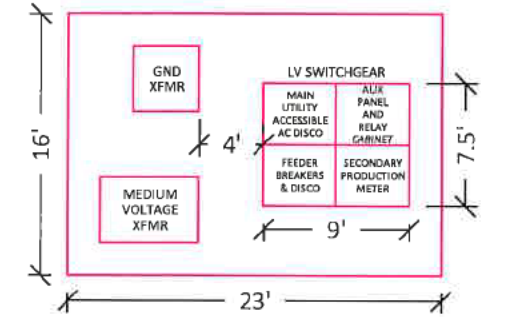 GND
XFMR
LV SWITCHGEAR
MAIN
UTILITY
ACCESSIBLE
AC DISCO
AUX
PANEL
AND
RELAY
CABINET
16'
4'
7.5'
FEEDER
BREAKERS
& DISCO
SECONDARY
PRODUCTION
METER
MEDIUM
VOLTAGE
XFMR
9'
23'